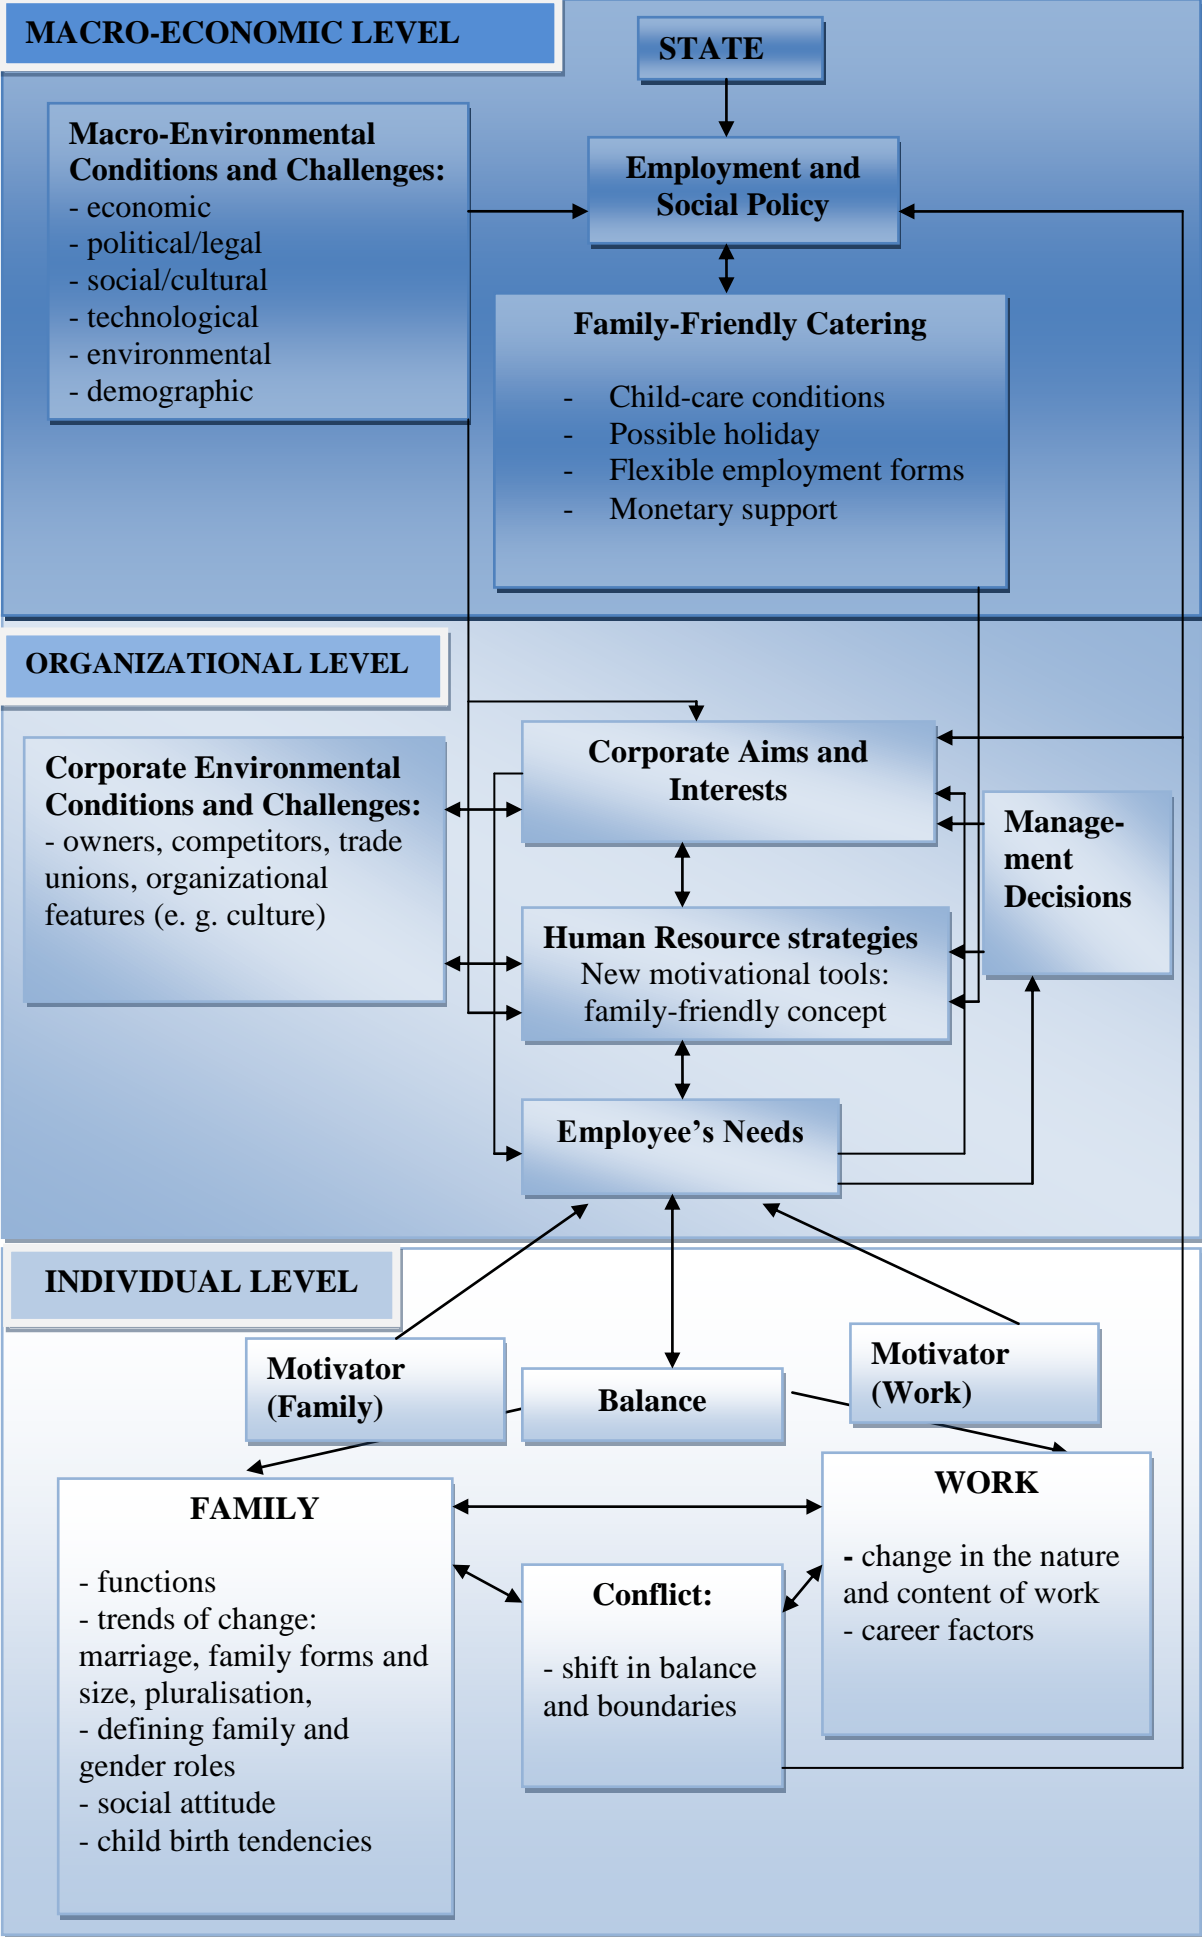 MACRO-ECONOMIC LEVEL
STATE
Macro-Environmental
Conditions and Challenges:
- economic
- political/legal
- social/cultural
- technological
- environmental
- demographic
Employment and
Social Policy
Family-Friendly Catering
- Child-care conditions
- Possible holiday
- Flexible employment forms
- Monetary support
ORGANIZATIONAL LEVEL
Corporate Environmental
Conditions and Challenges:
- owners, competitors, trade
unions, organizational
features (e. g. culture)
Corporate Aims and
Interests
Manage-
ment
Decisions
Human Resource strategies
New motivational tools:
family-friendly concept
Employee’s Needs
INDIVIDUAL LEVEL
Motivator
(Family)
Balance
Motivator
(Work)
FAMILY
- functions
- trends of change:
marriage, family forms and
size, pluralisation,
- defining family and
gender roles
- social attitude
- child birth tendencies
Conflict:
- shift in balance
and boundaries
WORK
- change in the nature
and content of work
- career factors